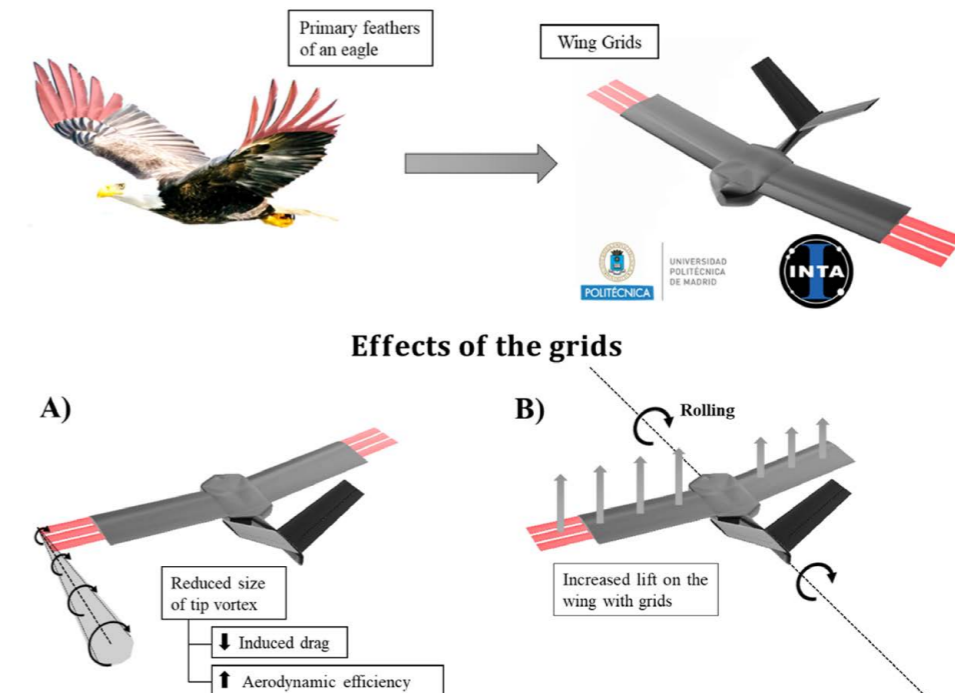 Primary feathers
of an eagle
Wing Grids
POLITÉCNICA
UNIVERSIDAD
POLITÉCNICA
DE MADRID
INTA
Effects of the grids
A)
B)
Rolling
Reduced size
of tip vortex
Induced drag
Aerodynamic efficiency
Increased lift on the
wing with grids